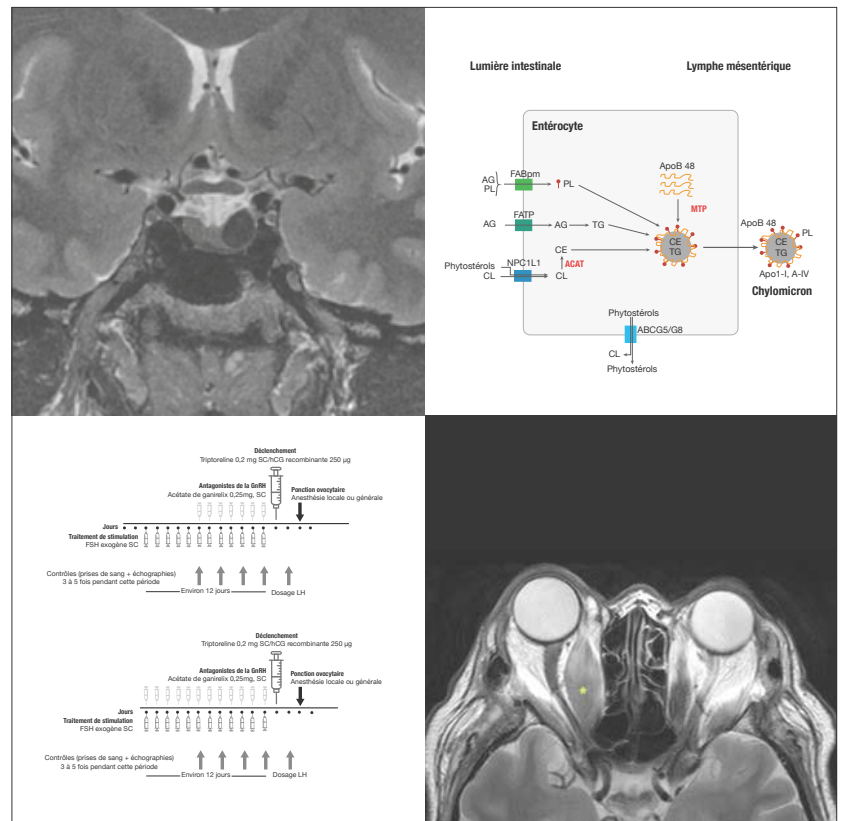 Lumière intestinale
Lymphe mésentérique
Entérocyte
ApoB 48
FABpm
AG
PL
PL
MTP
FATP
AG
AG
TG
CE
TG
ApoB 48
PL
CE
TG
CE
NPC1L1
ACAT
Phytostérols
CL
CL
Apo1-I, A-IV
Chylomicron
Phytostérols
ABCG5/G8
CL
Phytostérols
Déclenchement
Triptoreline 0,2 mg SC/hCG recombinante 250 µg
Antagonistes de la GnRH
Acétate de ganirelix 0,25mg, SC
Ponction ovocytaire
Anesthésie locale ou générale
Jours
Traitement de stimulation
FSH exogène SC
Contrôles (prises de sang + échographies)
3 à 5 fois pendant cette période
Environ 12 jours
Dosage LH
Déclenchement
Triptoreline 0,2 mg SC/hCG recombinante 250 µg
Antagonistes de la GnRH
Acétate de ganirelix 0,25mg, SC
Ponction ovocytaire
Anesthésie locale ou générale
Jours
Traitement de stimulation
FSH exogène SC
Contrôles (prises de sang + échographies)
3 à 5 fois pendant cette période
Environ 12 jours
Dosage LH